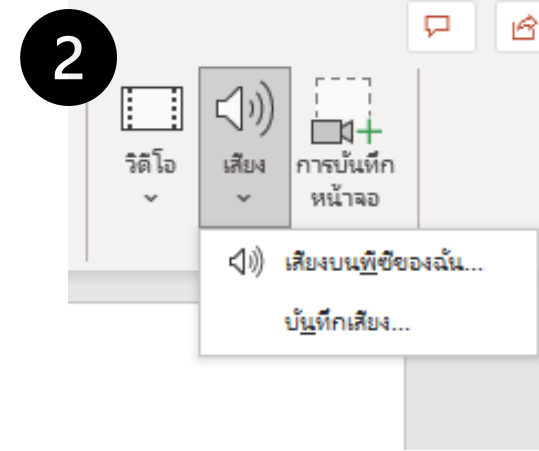 2
วิดีโอ
เสียง
การบันทึก
หน้าจอ
เสียงบนพีซีของฉัน...
บันทึกเสียง...